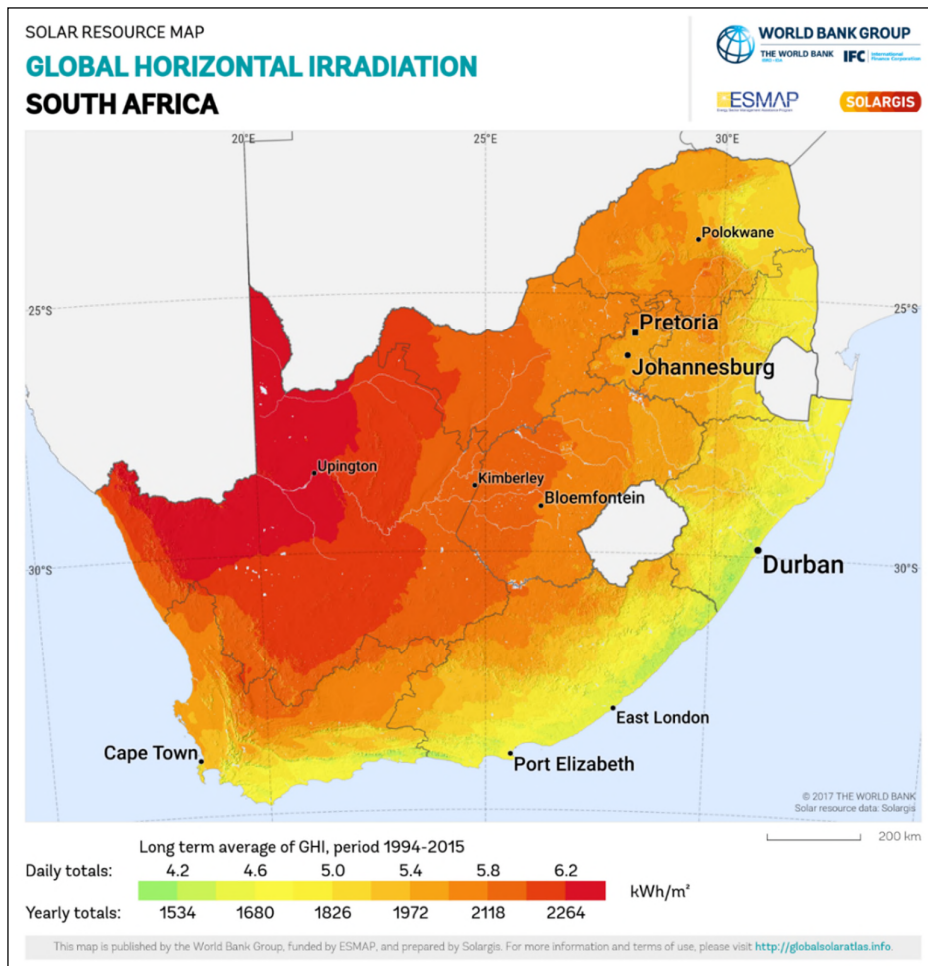 SOLAR RESOURCE MAP
GLOBAL HORIZONTAL IRRADIATION
SOUTH AFRICA
WORLD BANK GROUP
THE WORLD BANK
IFC International Finance Corporation
ESMAP
SOLARGIS
20°E 25°E 30°E
Polokwane
25°S 25°S
Pretoria
Johannesburg
Upington
Kimberley
Bloemfontein
Durban
30°S 30°S
East London
Cape Town
Port Elizabeth
© 2017 THE WORLD BANK
Solar resource data: Solargis
200 km
Long term average of GHI, period 1994-2015
Daily totals: 4.2 4.6 5.0 5.4 5.8 6.2
kWh/m²
Yearly totals: 1534 1680 1826 1972 2118 2264
This map is published by the World Bank Group, funded by ESMAP, and prepared by Solargis. For more information and terms of use, please visit http://globalsolaratlas.info.